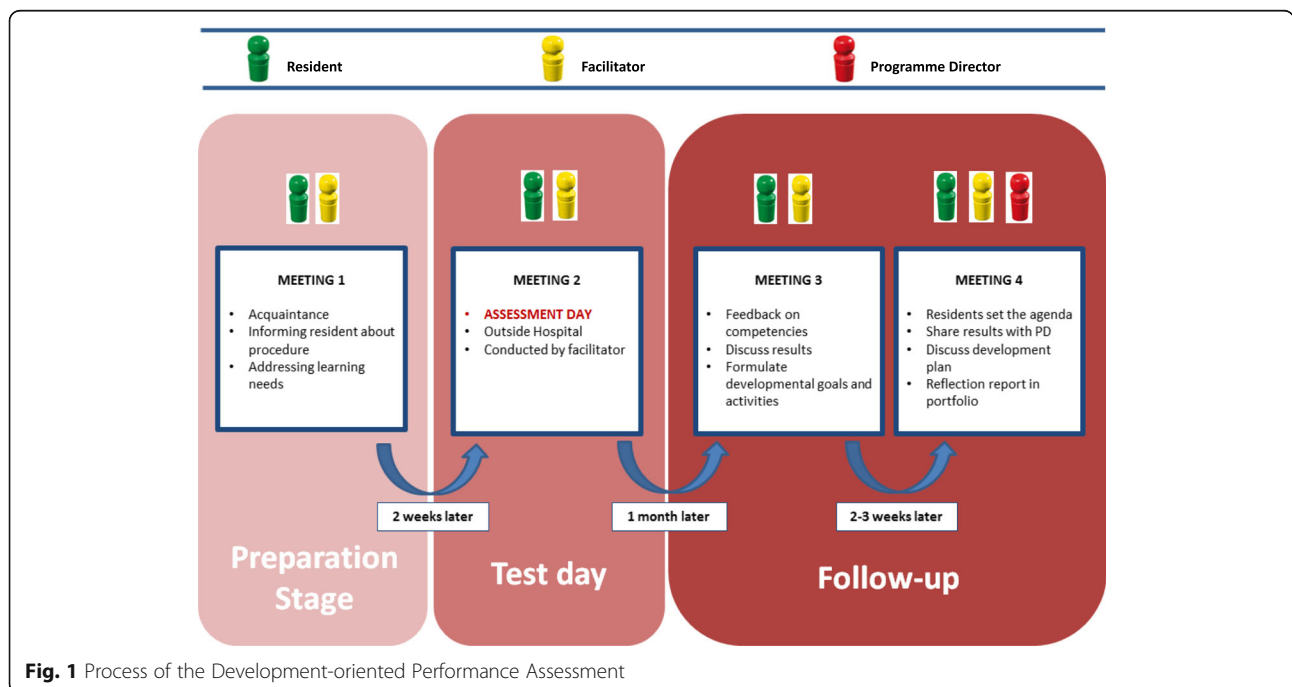 Resident
Facilitator
Programme Director
MEETING 1
• Acquaintance
• Informing resident about
procedure
• Addressing learning
needs
MEETING 2
• ASSESSMENT DAY
• Outside Hospital
• Conducted by facilitator
MEETING 3
• Feedback on
competencies
• Discuss results
• Formulate
developmental goals and
activities
MEETING 4
• Residents set the agenda
• Share results with PD
• Discuss development
plan
• Reflection report in
portfolio
2 weeks later
1 month later
2-3 weeks later
Preparation
Stage
Test day
Follow-up
Fig. 1 Process of the Development-oriented Performance Assessment